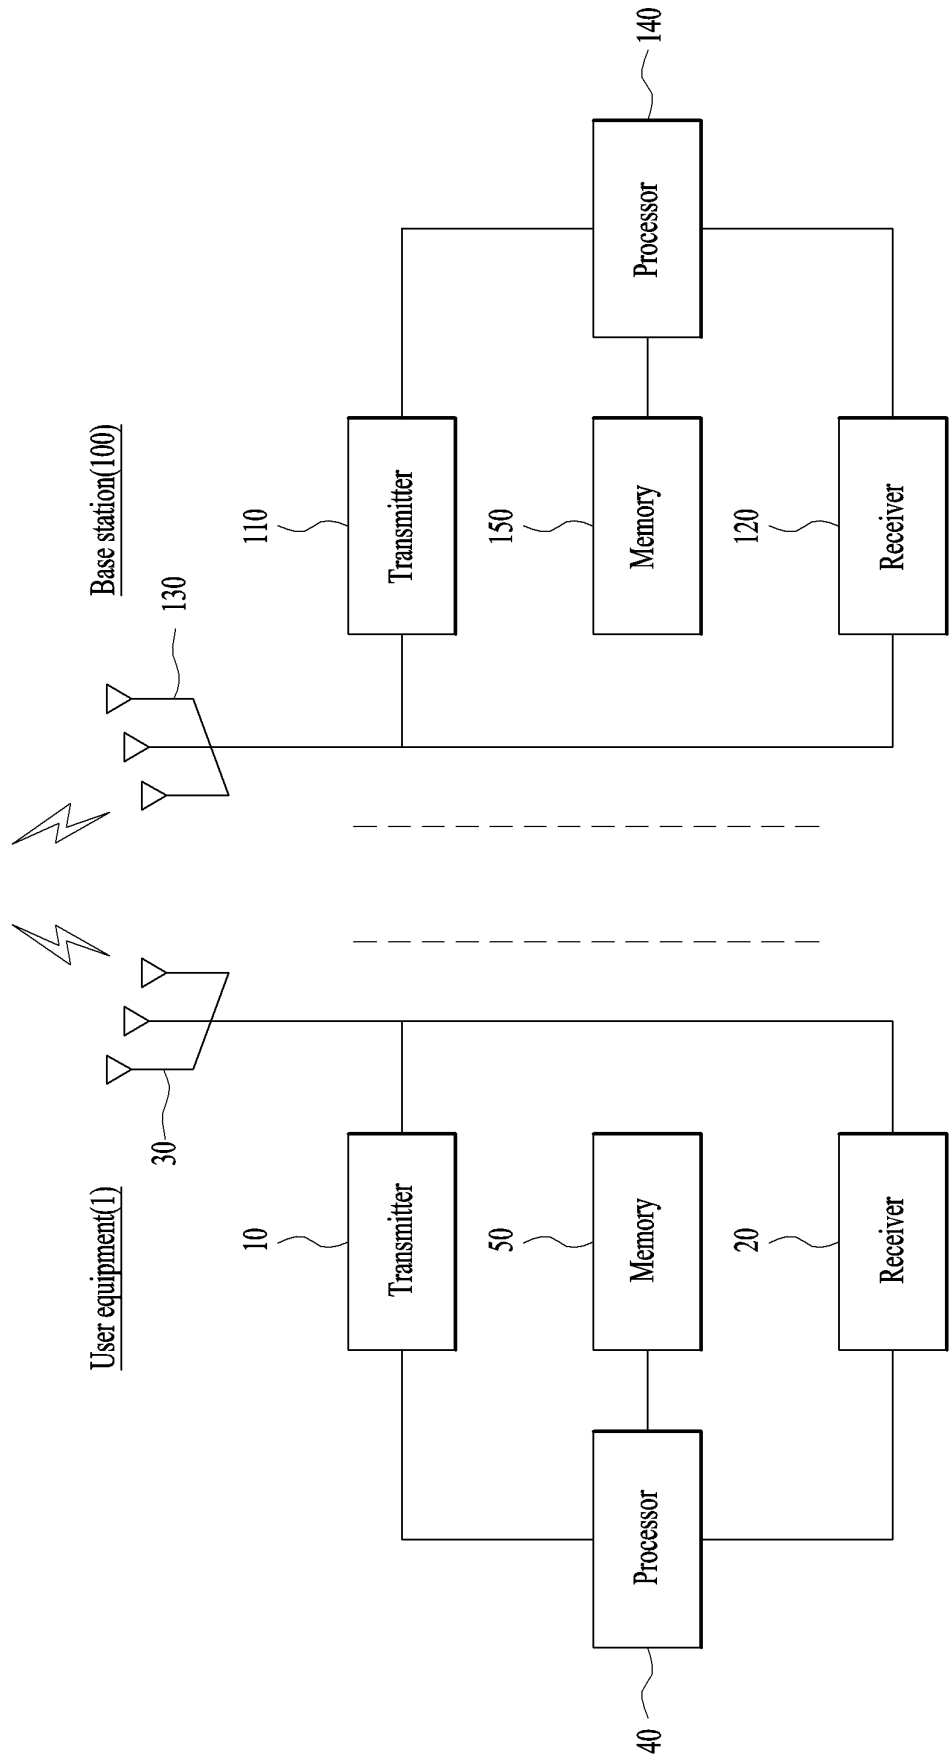 User equipment(1)
Base station(100)
30
130
10
110
Transmitter
Transmitter
40
Processor
50
Memory
150
Memory
Processor
140
20
120
Receiver
Receiver